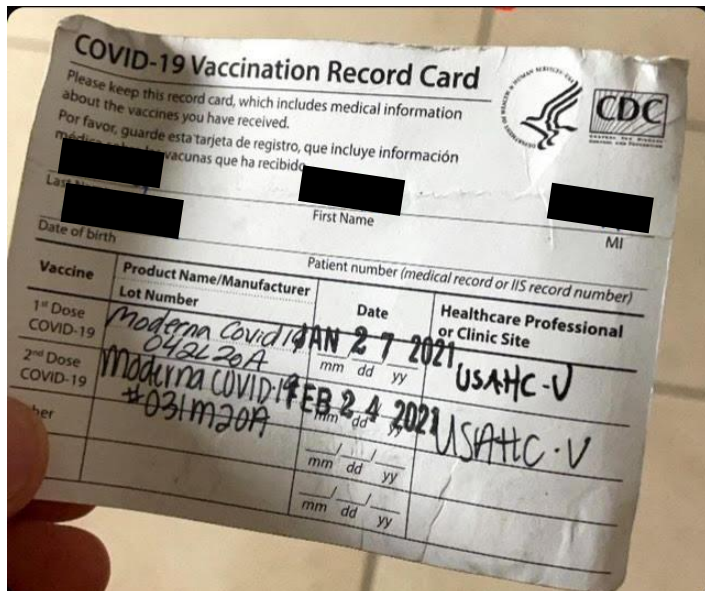 COVID-19 Vaccination Record Card
Please keep this record card, which includes medical information
about the vaccines you have received.
Por favor, guarde esta tarjeta de registro, que incluye información
vacunas que ha recibido
CDC
First Name
MI
Date of birth
Patient number (medical record or IIS record number)
Vaccine
Product Name/Manufacturer
Lot Number
Date
Healthcare Professional
or Clinic Site
1st Dose
COVID-19
Moderna Covid19
042L20A
JAN 27 2021
mm dd yy
USAHC-V
2nd Dose
COVID-19
Moderna COVID-19
#031M20A
FEB 24 2021
mm dd
USAHC-V
mm dd yy
mm dd yy